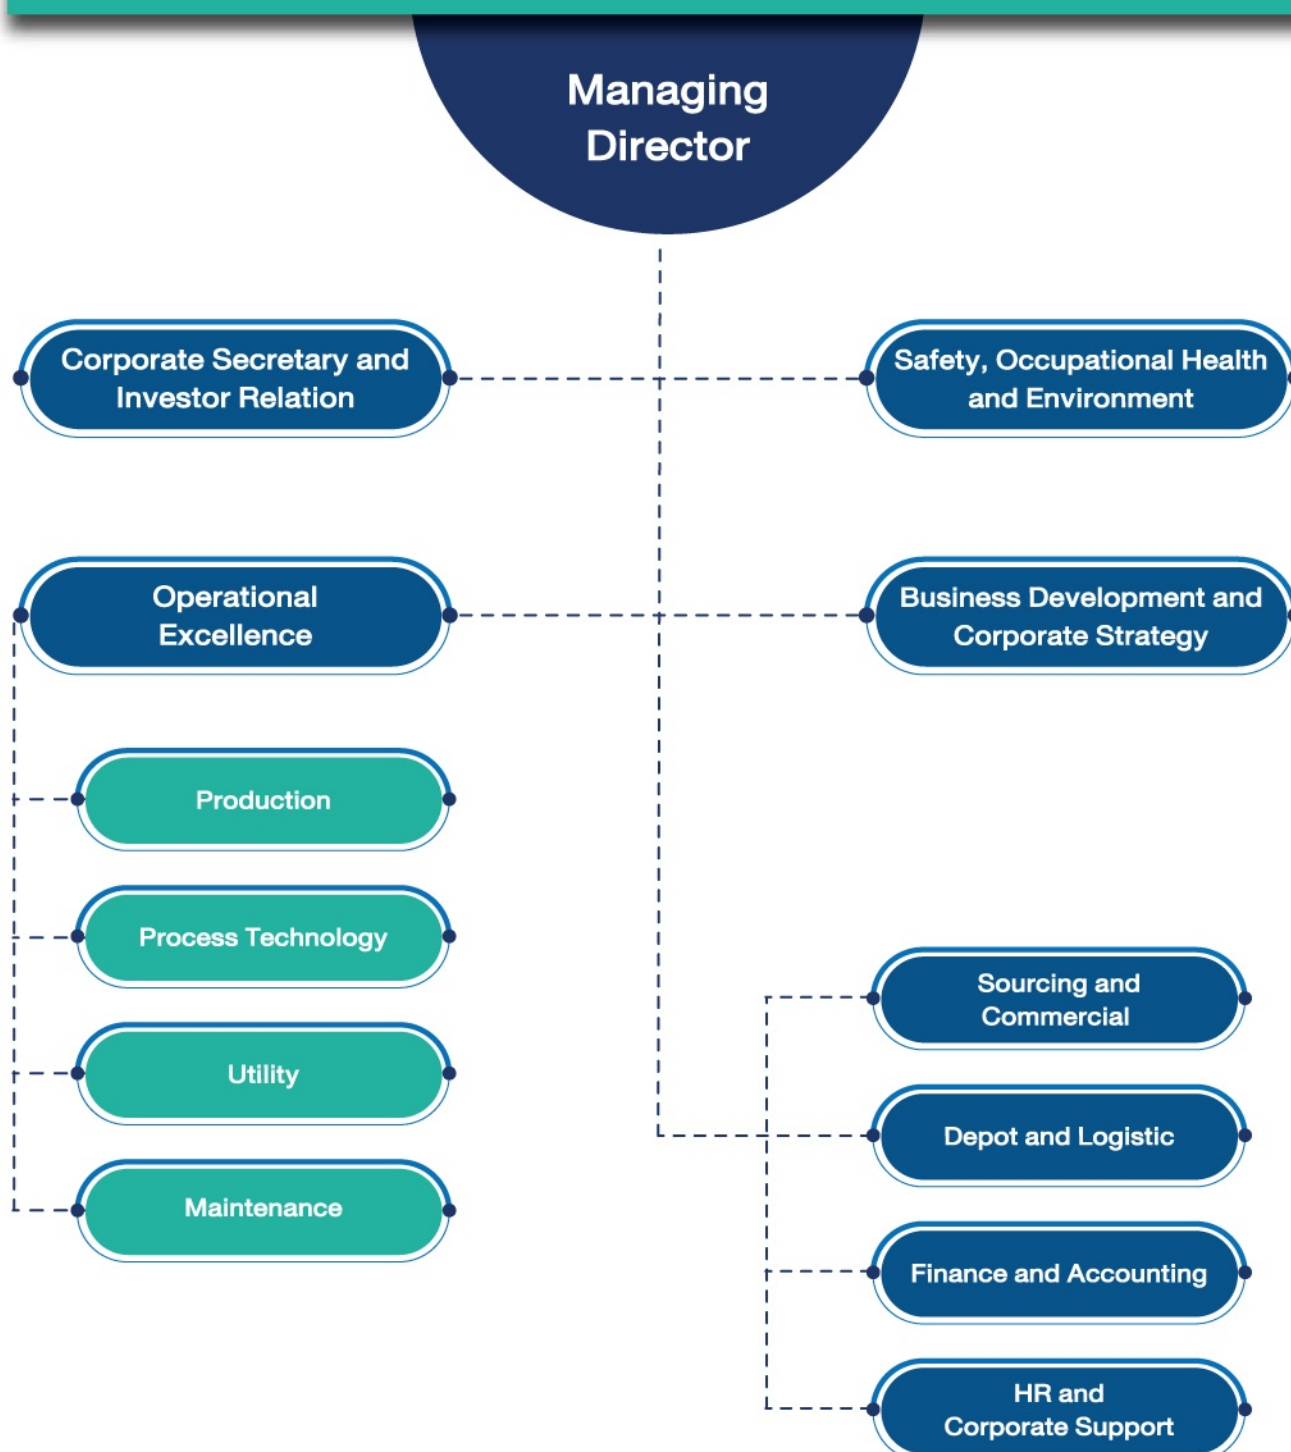 Managing
Director
Corporate Secretary and
Investor Relation
Safety, Occupational Health
and Environment
Operational
Excellence
Business Development and
Corporate Strategy
Production
Process Technology
Utility
Maintenance
Sourcing and
Commercial
Depot and Logistic
Finance and Accounting
HR and
Corporate Support